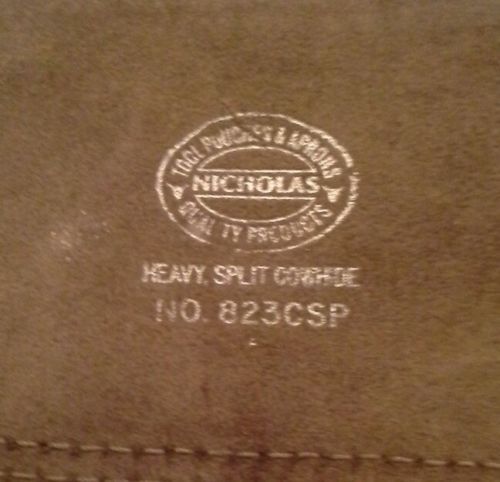 TOOL POUCHES & APRONS
NICHOLAS
QUALITY PRODUCTS
HEAVY, SPLIT COWHIDE
NO. 823CSP